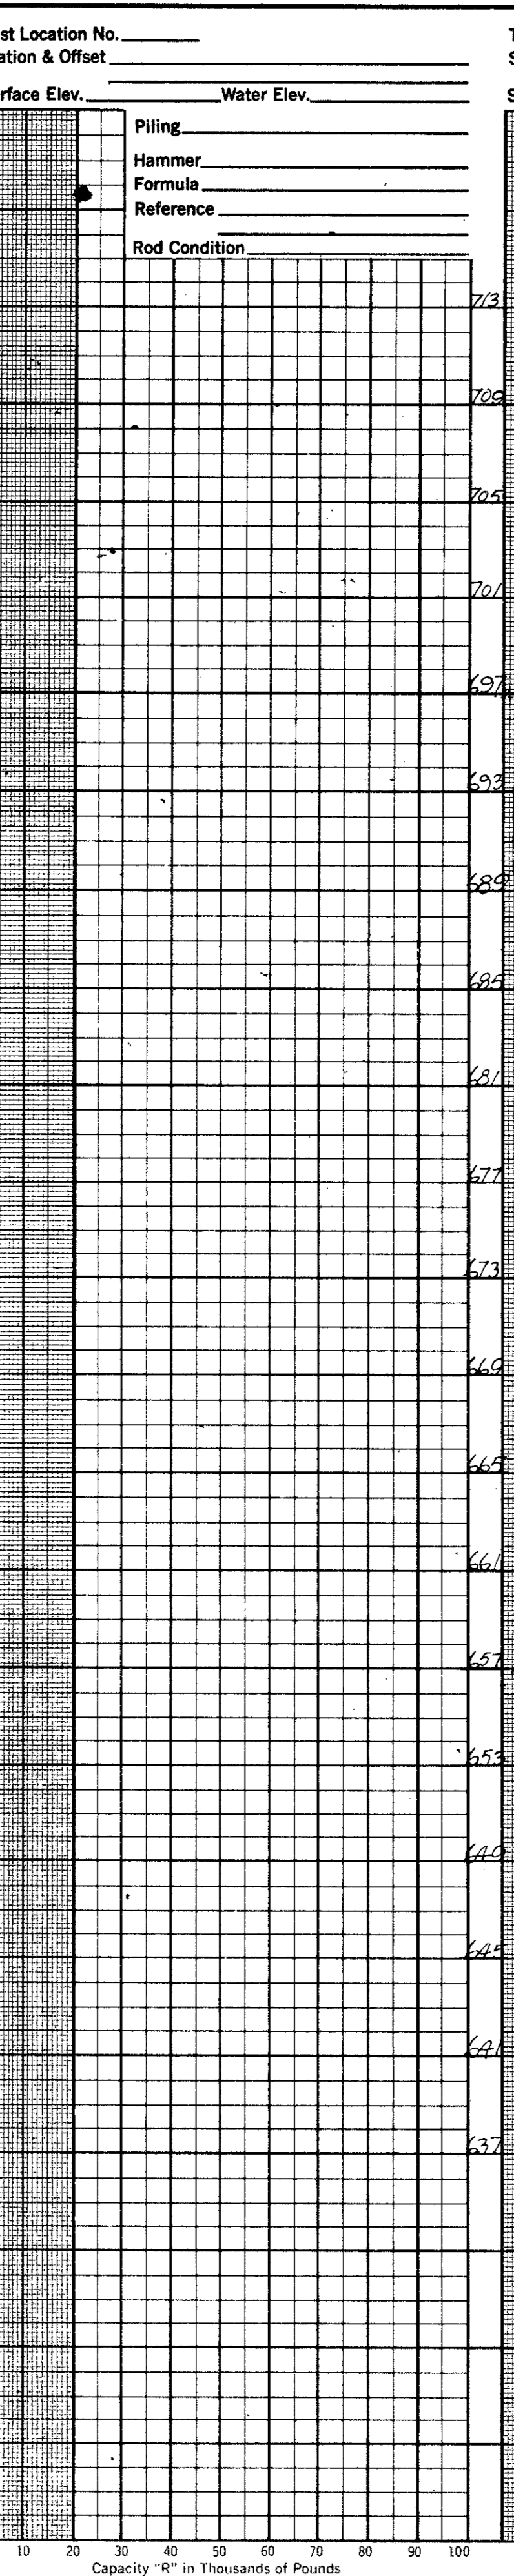 st Location No.
ation & Offset
rface Elev. Water Elev.
Piling
Hammer
Formula
Reference
Rod Condition
713
709
705
701
697
693
689
685
681
677
673
669
665
661
657
653
645
641
637
10 20 30 40 50 60 70 80 90 100
Capacity "R" in Thousands of Pounds